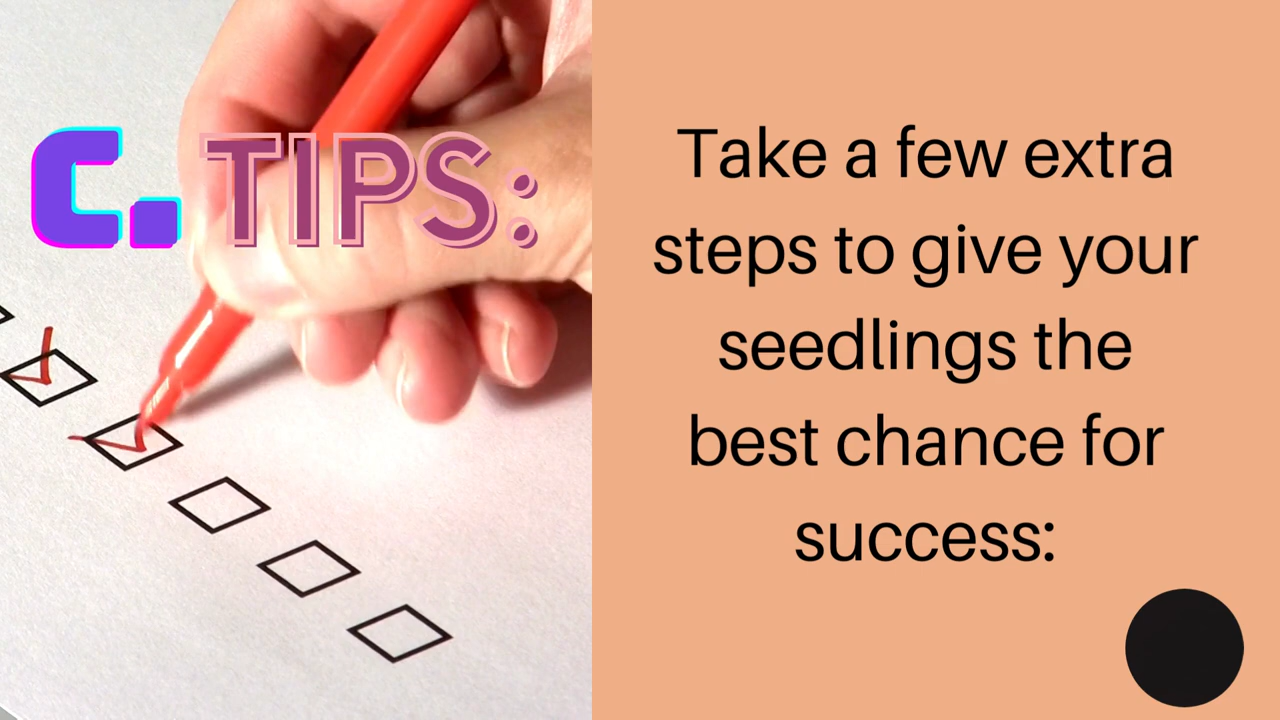 C. TIPS:
Take a few extra
steps to give your
seedlings the
best chance for
success: